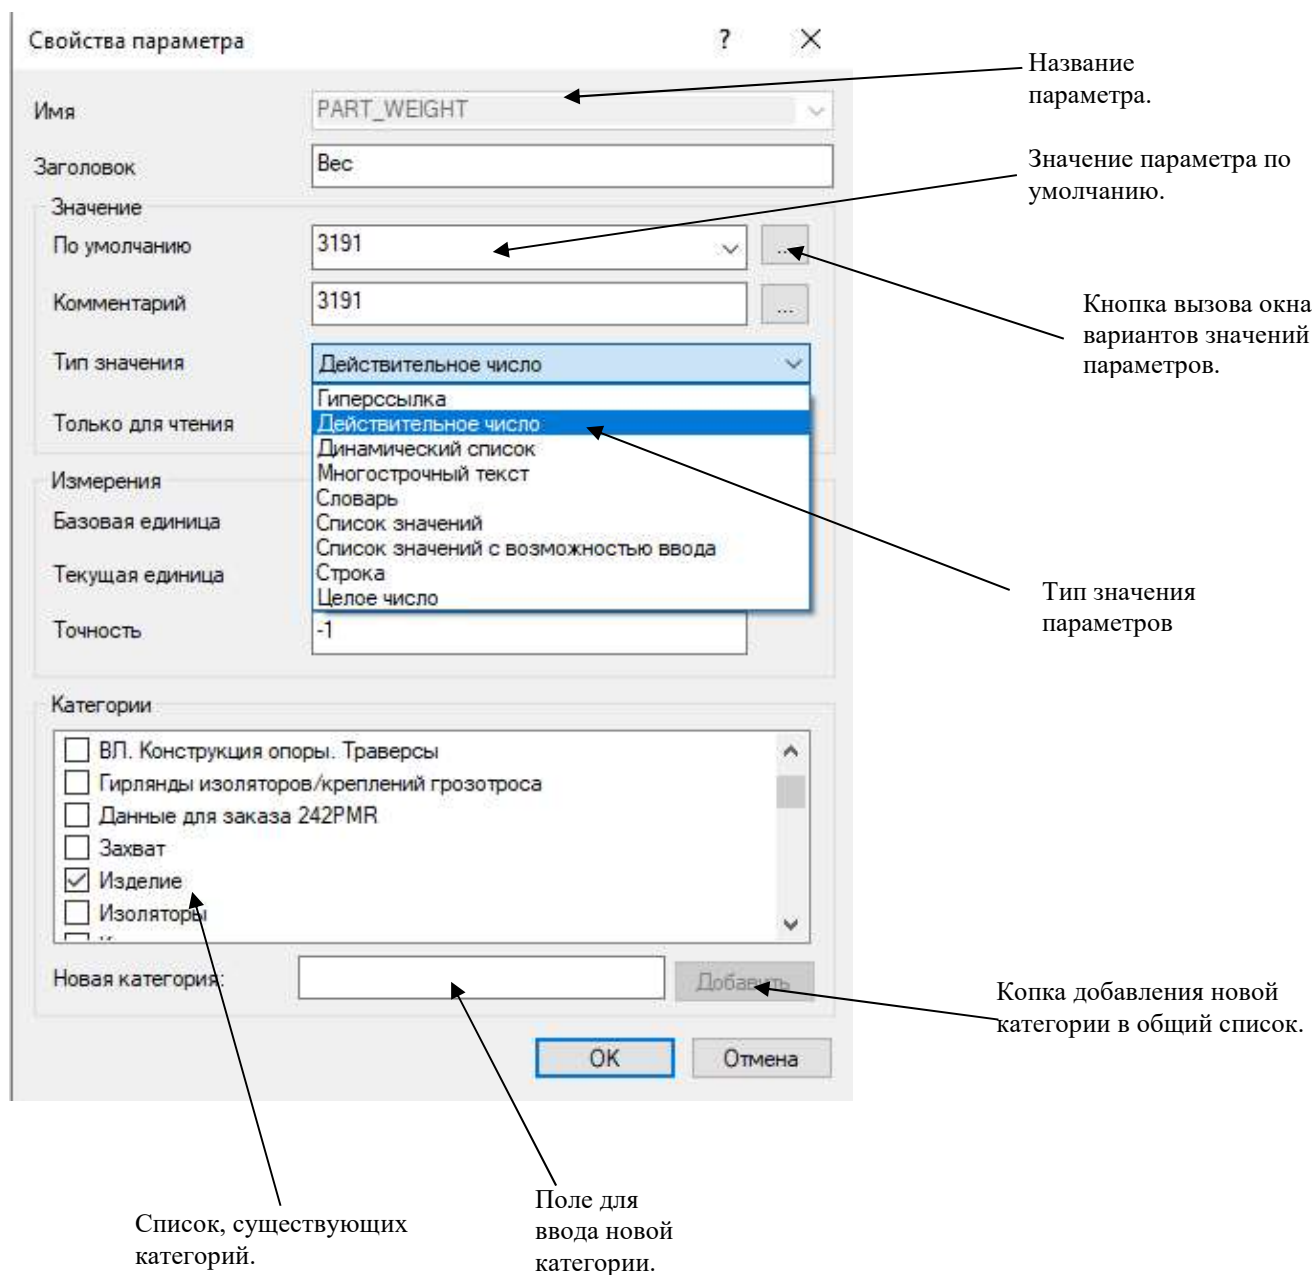 Свойства параметра ? ×
Название
параметра.
Имя PART_WEIGHT
Заголовок Вес
Значение параметра по
умолчанию.
Значение
По умолчанию 3191 ...
Комментарий 3191 ...
Кнопка вызова окна
вариантов значений
параметров.
Тип значения Действительное число
Гиперссылка
Только для чтения Действительное число
Динамический список
Многострочный текст
Измерения
Словарь
Базовая единица Список значений
Список значений с возможностью ввода
Текущая единица Строка
Целое число
Тип значения
параметров
Точность -1
Категории
ВЛ. Конструкция опоры. Траверсы
Гирлянды изоляторов/креплений грозотроса
Данные для заказа 242PMR
Захват
Изделие
Изоляторы
Новая категория: Добавить
Копка добавления новой
категории в общий список.
OK Отмена
Список, существующих
категорий.
Поле для
ввода новой
категории.